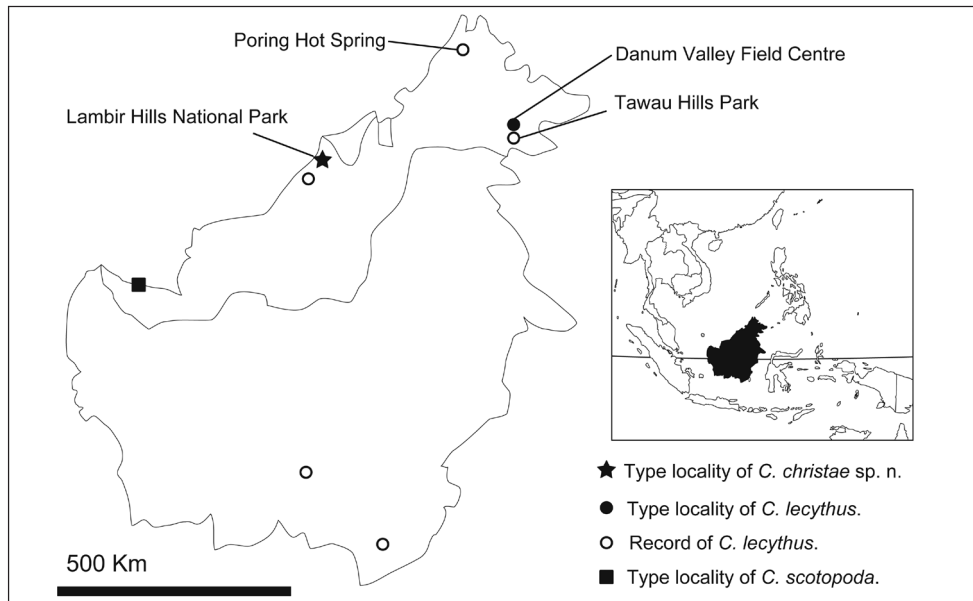 Poring Hot Spring
Danum Valley Field Centre
Tawau Hills Park
Lambir Hills National Park
Type locality of C. christae sp. n.
Type locality of C. lecythus.
Record of C. lecythus.
Type locality of C. scotopoda.
500 Km